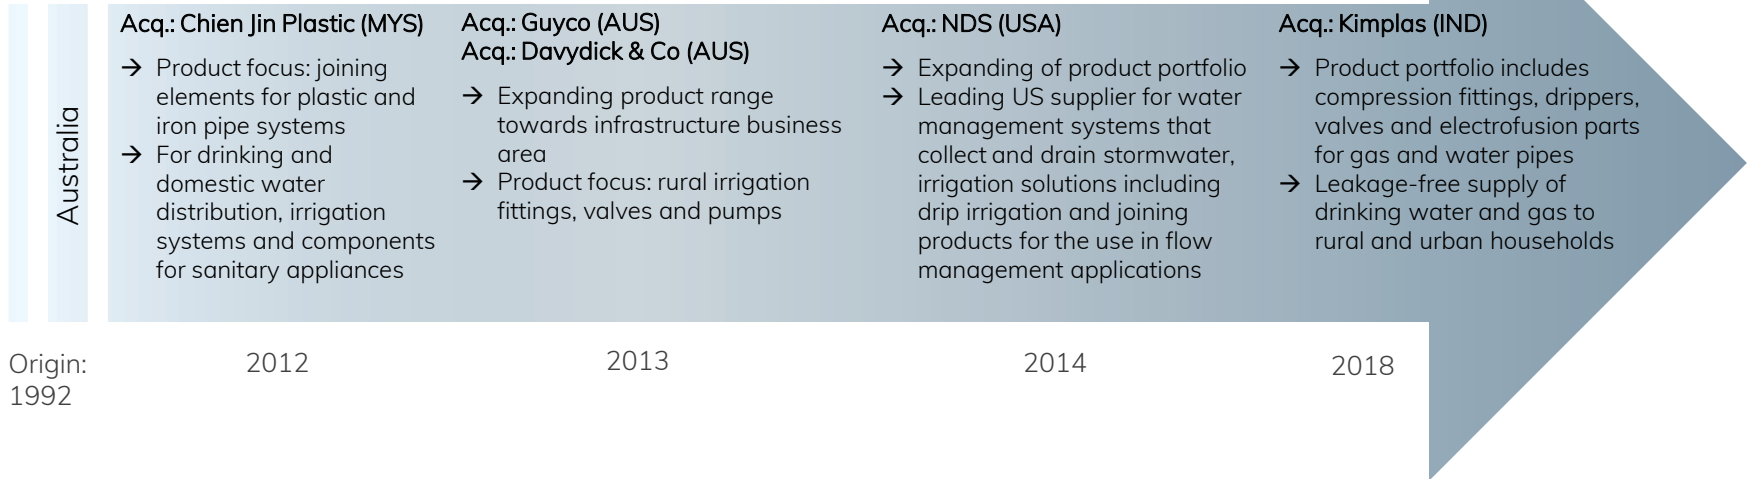 Australia
Origin:
1992
Acq.: Chien Jin Plastic (MYS)
→ Product focus: joining
elements for plastic and
iron pipe systems
→ For drinking and
domestic water
distribution, irrigation
systems and components
for sanitary appliances
2012
Acq.: Guyco (AUS)
Acq.: Davydick & Co (AUS)
→ Expanding product range
towards infrastructure business
area
→ Product focus: rural irrigation
fittings, valves and pumps
2013
Acq.: NDS (USA)
→ Expanding of product portfolio
→ Leading US supplier for water
management systems that
collect and drain stormwater,
irrigation solutions including
drip irrigation and joining
products for the use in flow
management applications
2014
Acq.: Kimplas (IND)
→ Product portfolio includes
compression fittings, drippers,
valves and electrofusion parts
for gas and water pipes
→ Leakage-free supply of
drinking water and gas to
rural and urban households
2018